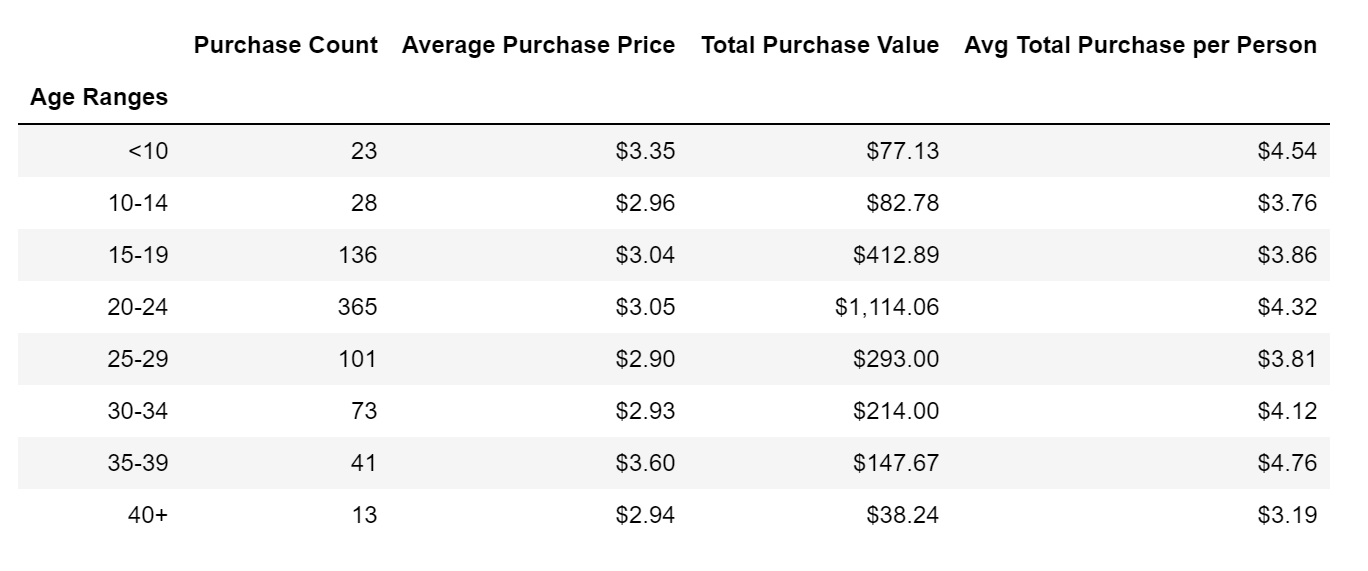 Purchase Count Average Purchase Price Total Purchase Value Avg Total Purchase per Person
Age Ranges
<10 23 $3.35 $77.13 $4.54
10-14 28 $2.96 $82.78 $3.76
15-19 136 $3.04 $412.89 $3.86
20-24 365 $3.05 $1,114.06 $4.32
25-29 101 $2.90 $293.00 $3.81
30-34 73 $2.93 $214.00 $4.12
35-39 41 $3.60 $147.67 $4.76
40+ 13 $2.94 $38.24 $3.19